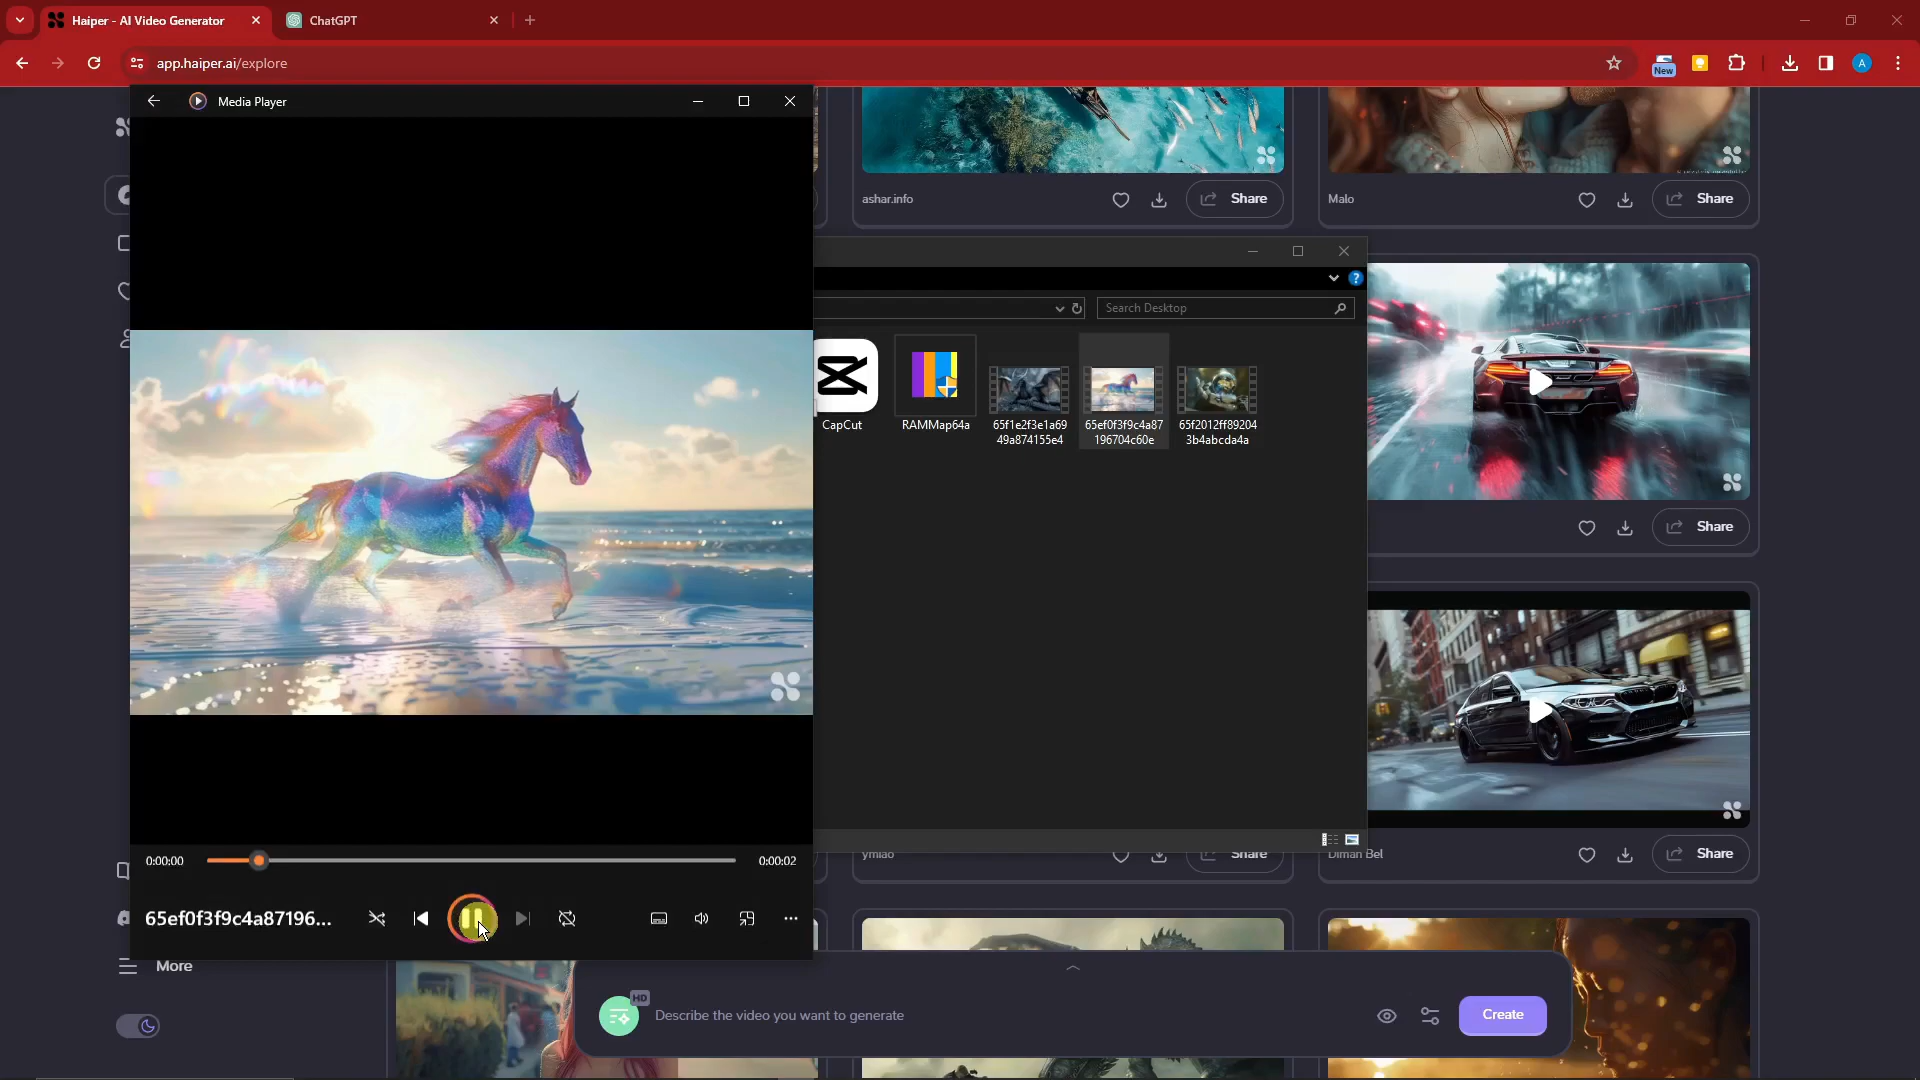 Haiper - AI Video Generator
ChatGPT
app.haiper.ai/explore
New
A
Media Player
ashar.info
Share
Malo
Share
Search Desktop
CapCut
RAMMap64a
65f1e2f3e1a69
49a874155e4
65ef0f3f9c4a87
196704c60e
65f2012ff89204
3b4abcda4a
Share
0:00:00
0:00:02
ymiao
Share
Diman Bel
Share
65ef0f3f9c4a87196...
More
HD
Describe the video you want to generate
Create